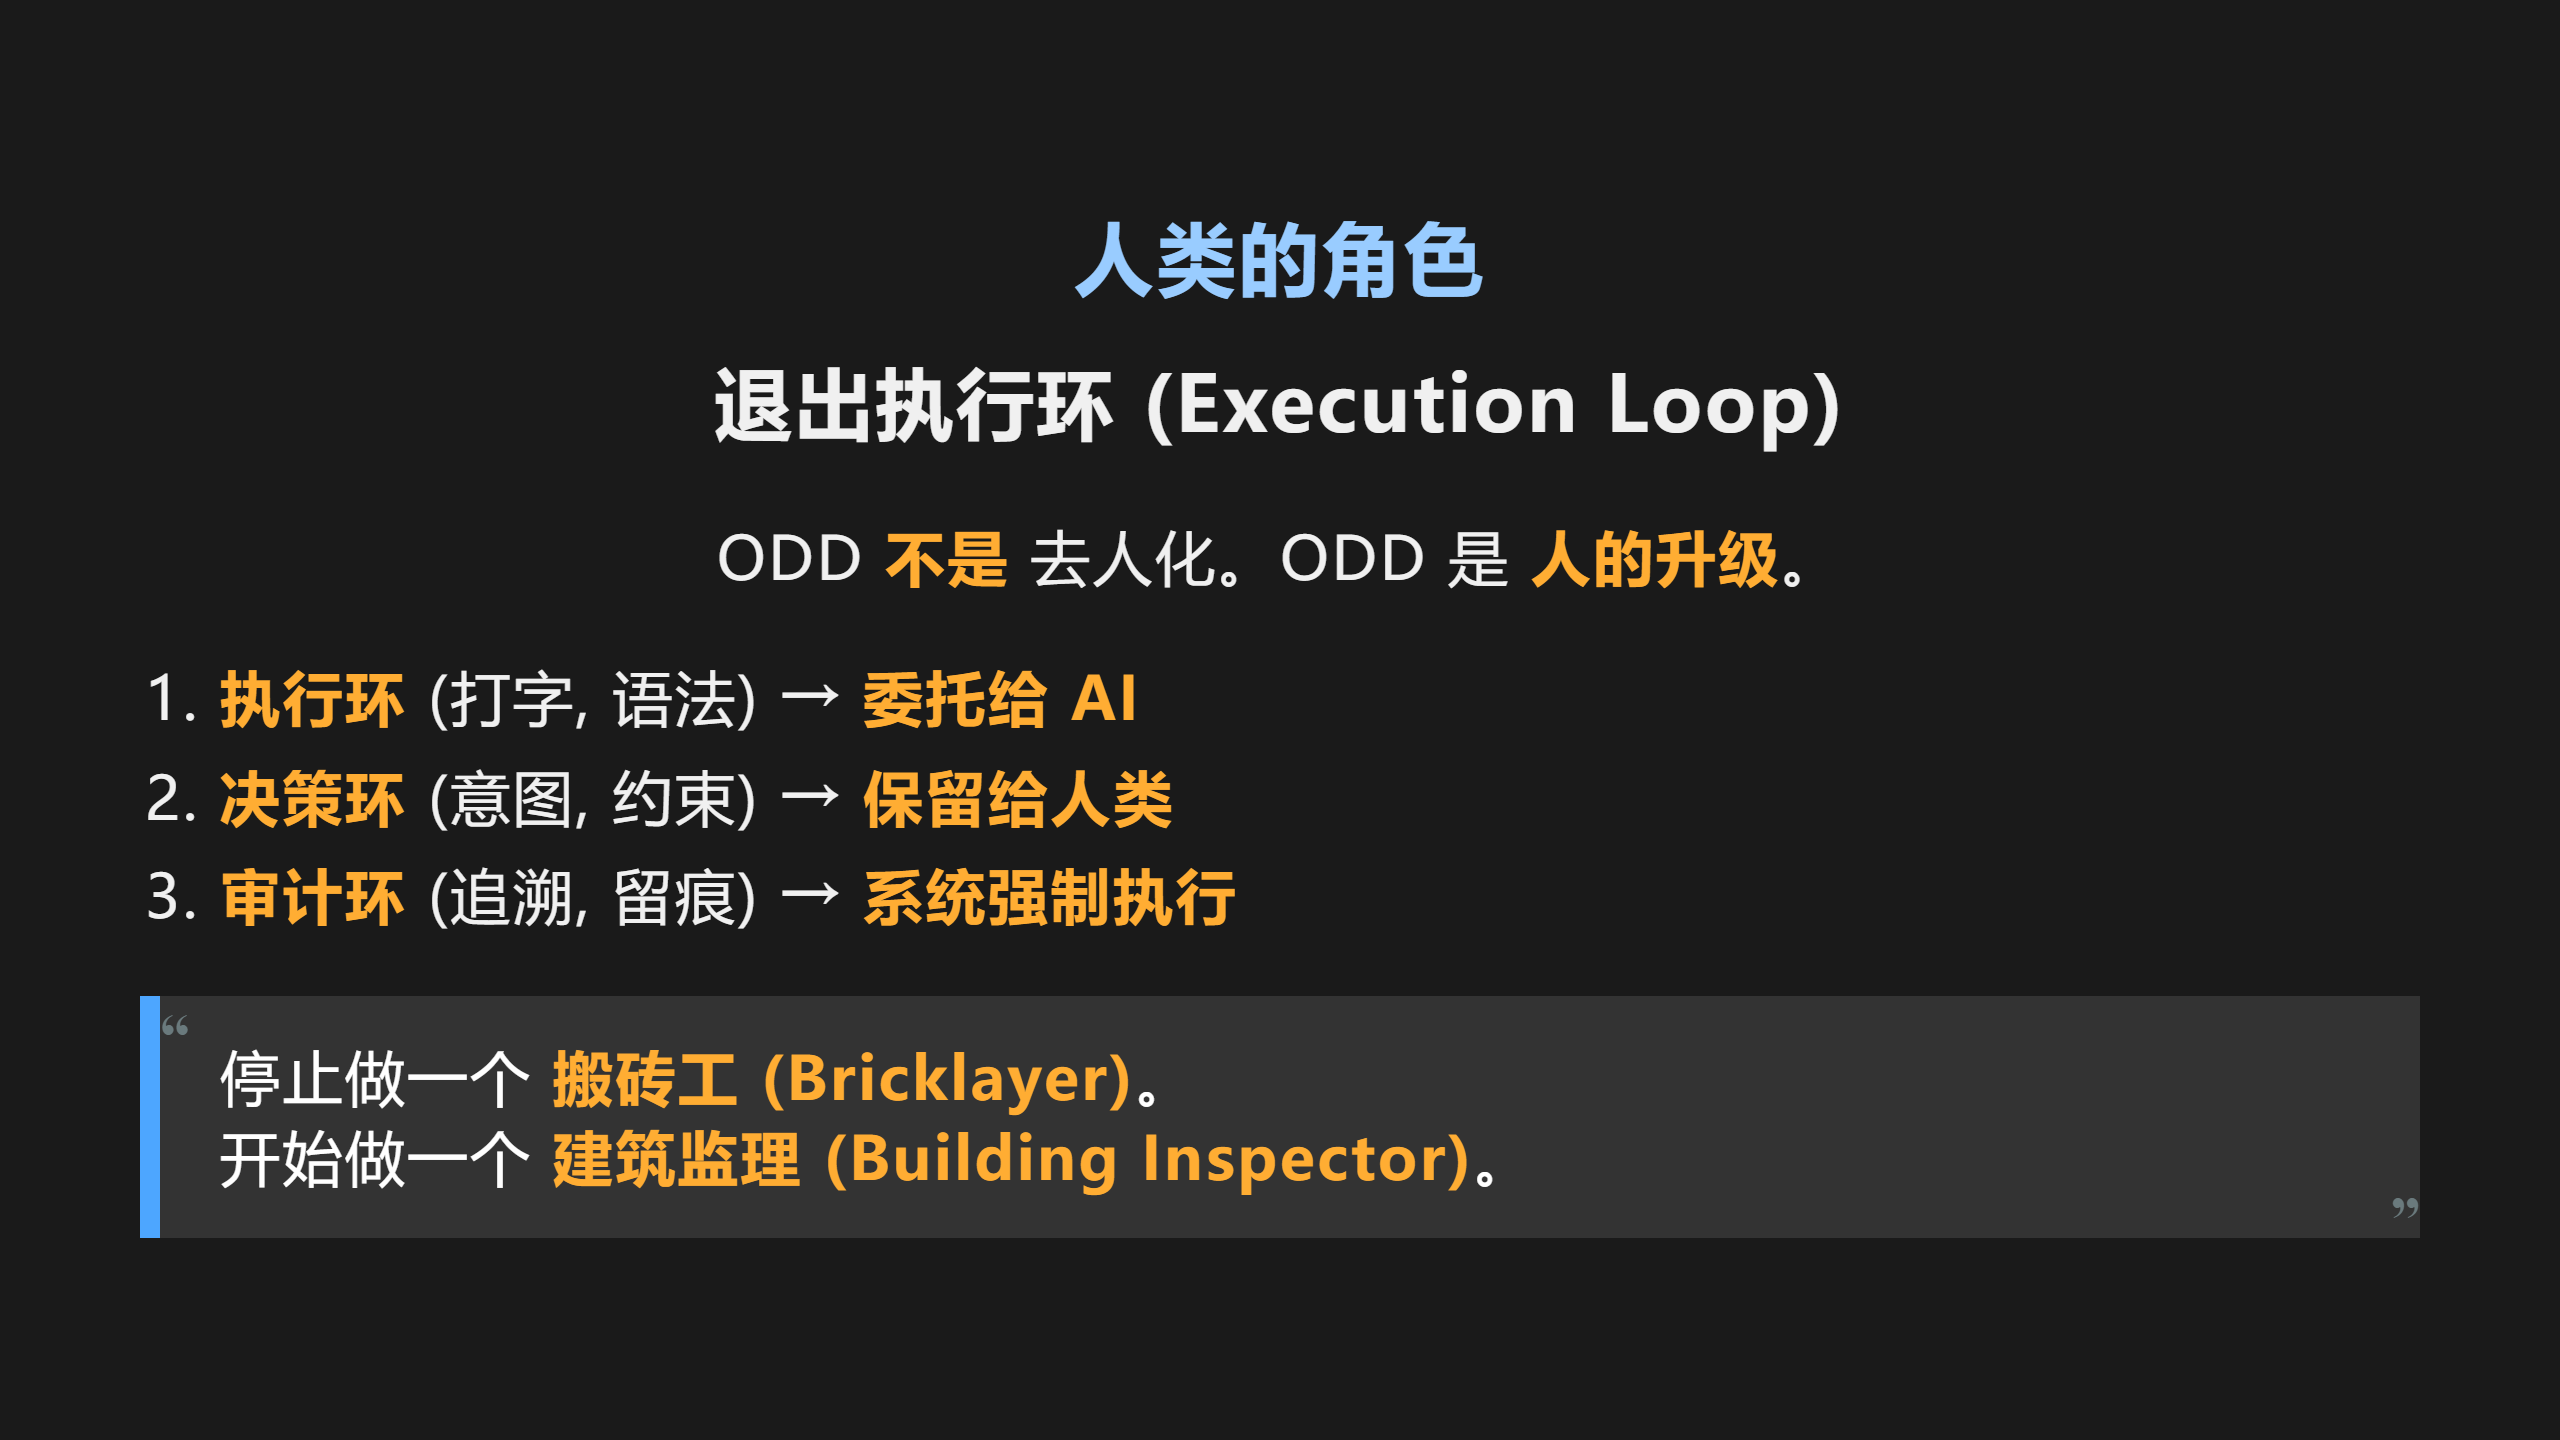 人类的角色
退出执行环 (Execution Loop)
ODD 不是 去人化。ODD 是 人的升级。
1. 执行环 (打字, 语法) → 委托给 AI
2. 决策环 (意图, 约束) → 保留给人类
3. 审计环 (追溯, 留痕) → 系统强制执行
“
停止做一个 搬砖工 (Bricklayer)。
开始做一个 建筑监理 (Building Inspector)。
”